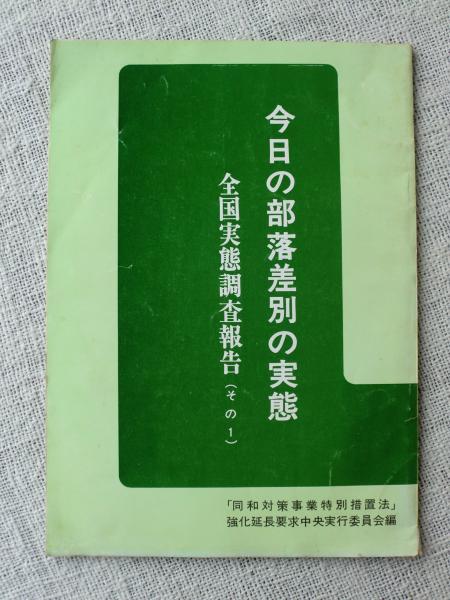 今日の部落差別の実態
全国実態調査報告(その1)
「同和対策事業特別措置法」
強化延長要求中央実行委員会編